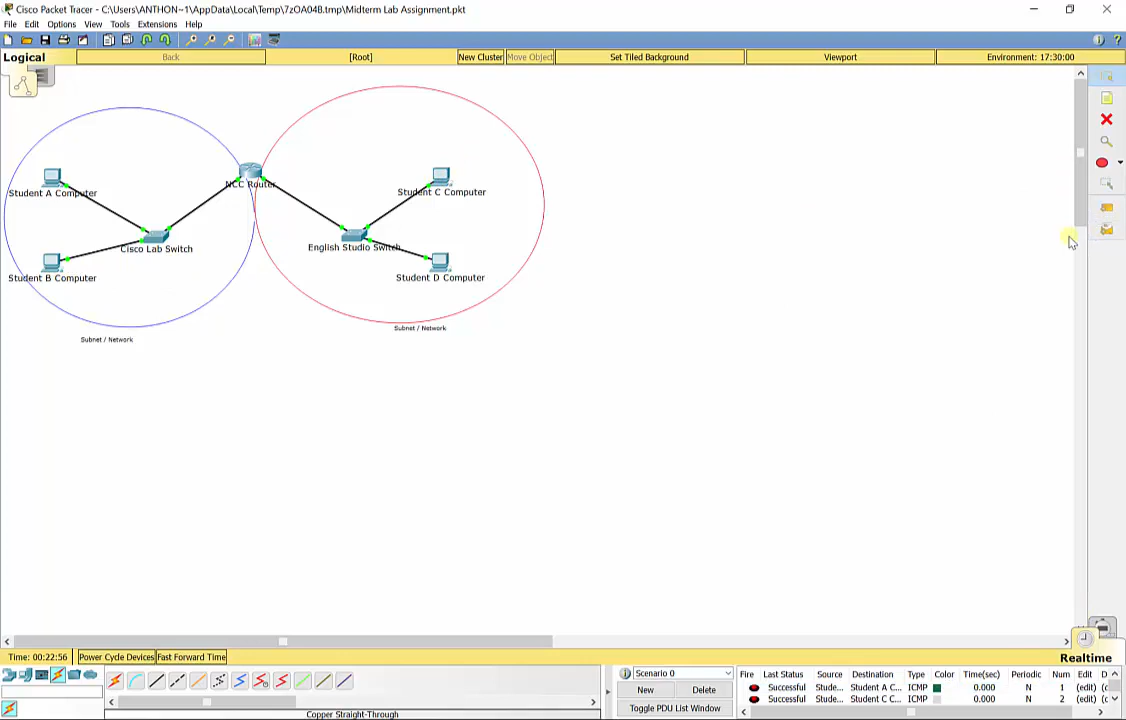 Cisco Packet Tracer - C:\Users\ANTHON~1\AppData\Local\Temp\7zOA04B.tmp\Midterm Lab Assignment.pkt
File Edit Options View Tools Extensions Help
Logical Back [Root] New Cluster Move Object Set Tiled Background Viewport Environment: 17:30:00
NCC Router
Student A Computer
Student C Computer
Cisco Lab Switch
English Studio Switch
Student B Computer
Student D Computer
Subnet / Network
Subnet / Network
Time: 00:22:56 Power Cycle Devices Fast Forward Time
Realtime
Scenario 0
New Delete
Toggle PDU List Window
Fire Last Status Source Destination Type Color Time(sec) Periodic Num Edit D
Successful Stude... Student A C... ICMP 0.000 N 1 (edit) (c
Successful Stude... Student C C... ICMP 0.000 N 2 (edit) (c
Copper Straight-Through